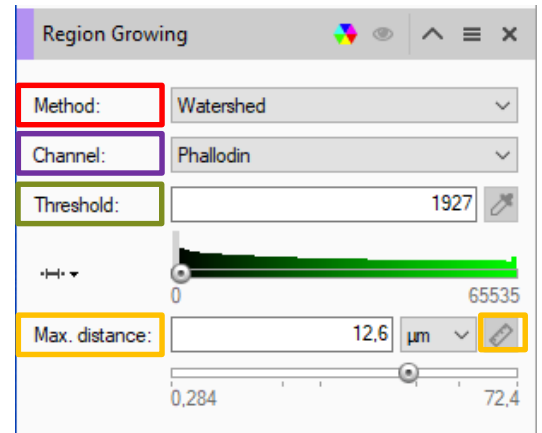 Region Growing
Method: Watershed
Channel: Phallodin
Threshold: 1927
0 65535
Max. distance: 12,6 µm
0,284 72,4